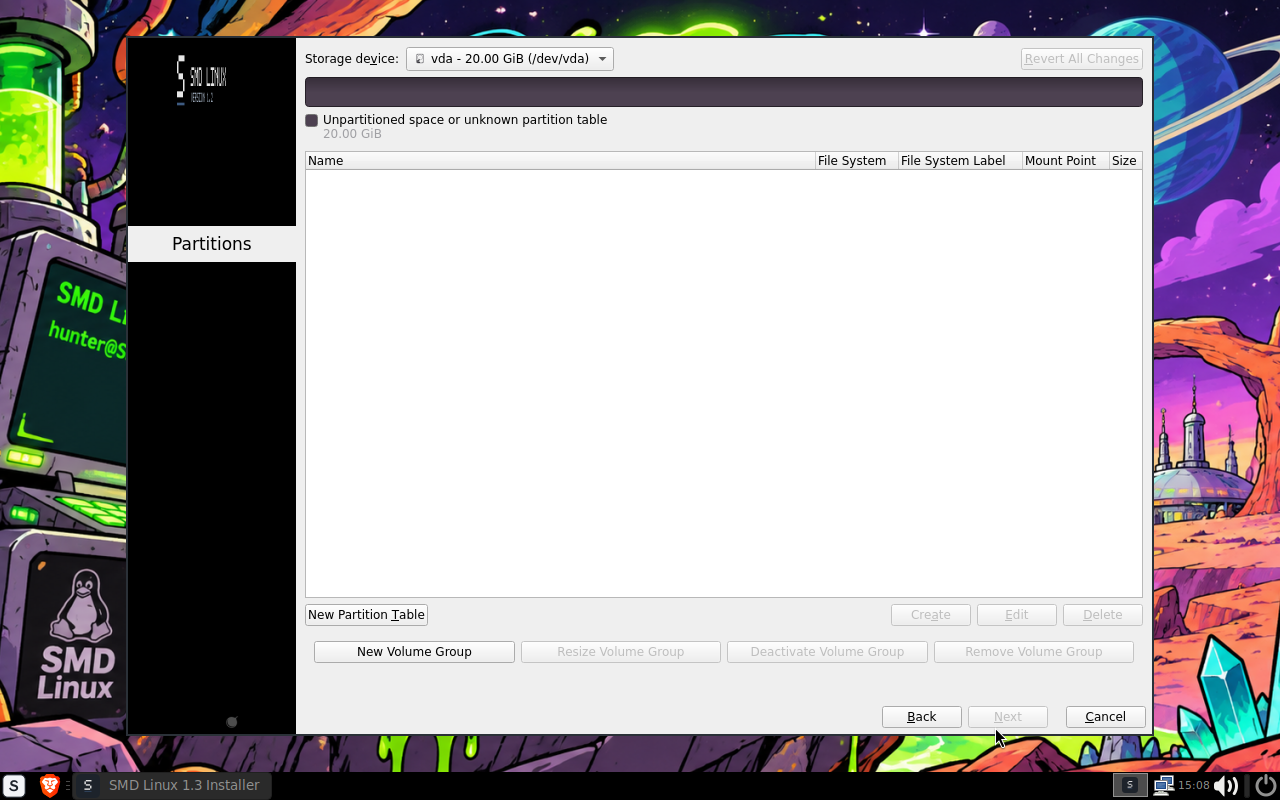 SMD LINUX
VERSION 1.2
Storage device:
vda - 20.00 GiB (/dev/vda)
Revert All Changes
Unpartitioned space or unknown partition table
20.00 GiB
Name
File System
File System Label
Mount Point
Size
Partitions
SMD Li
hunter@S
SMD
Linux
New Partition Table
Create
Edit
Delete
New Volume Group
Resize Volume Group
Deactivate Volume Group
Remove Volume Group
Back
Next
Cancel
S
S
SMD Linux 1.3 Installer
S
15:08